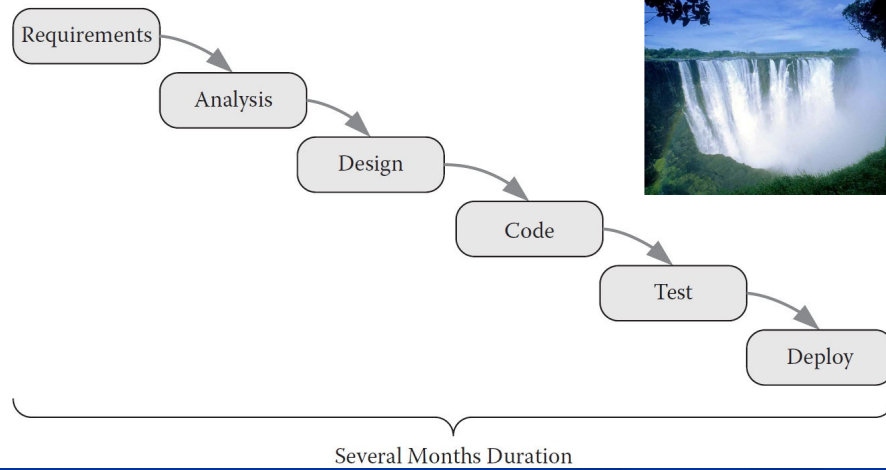 Requirements
Analysis
Design
Code
Test
Deploy
Several Months Duration